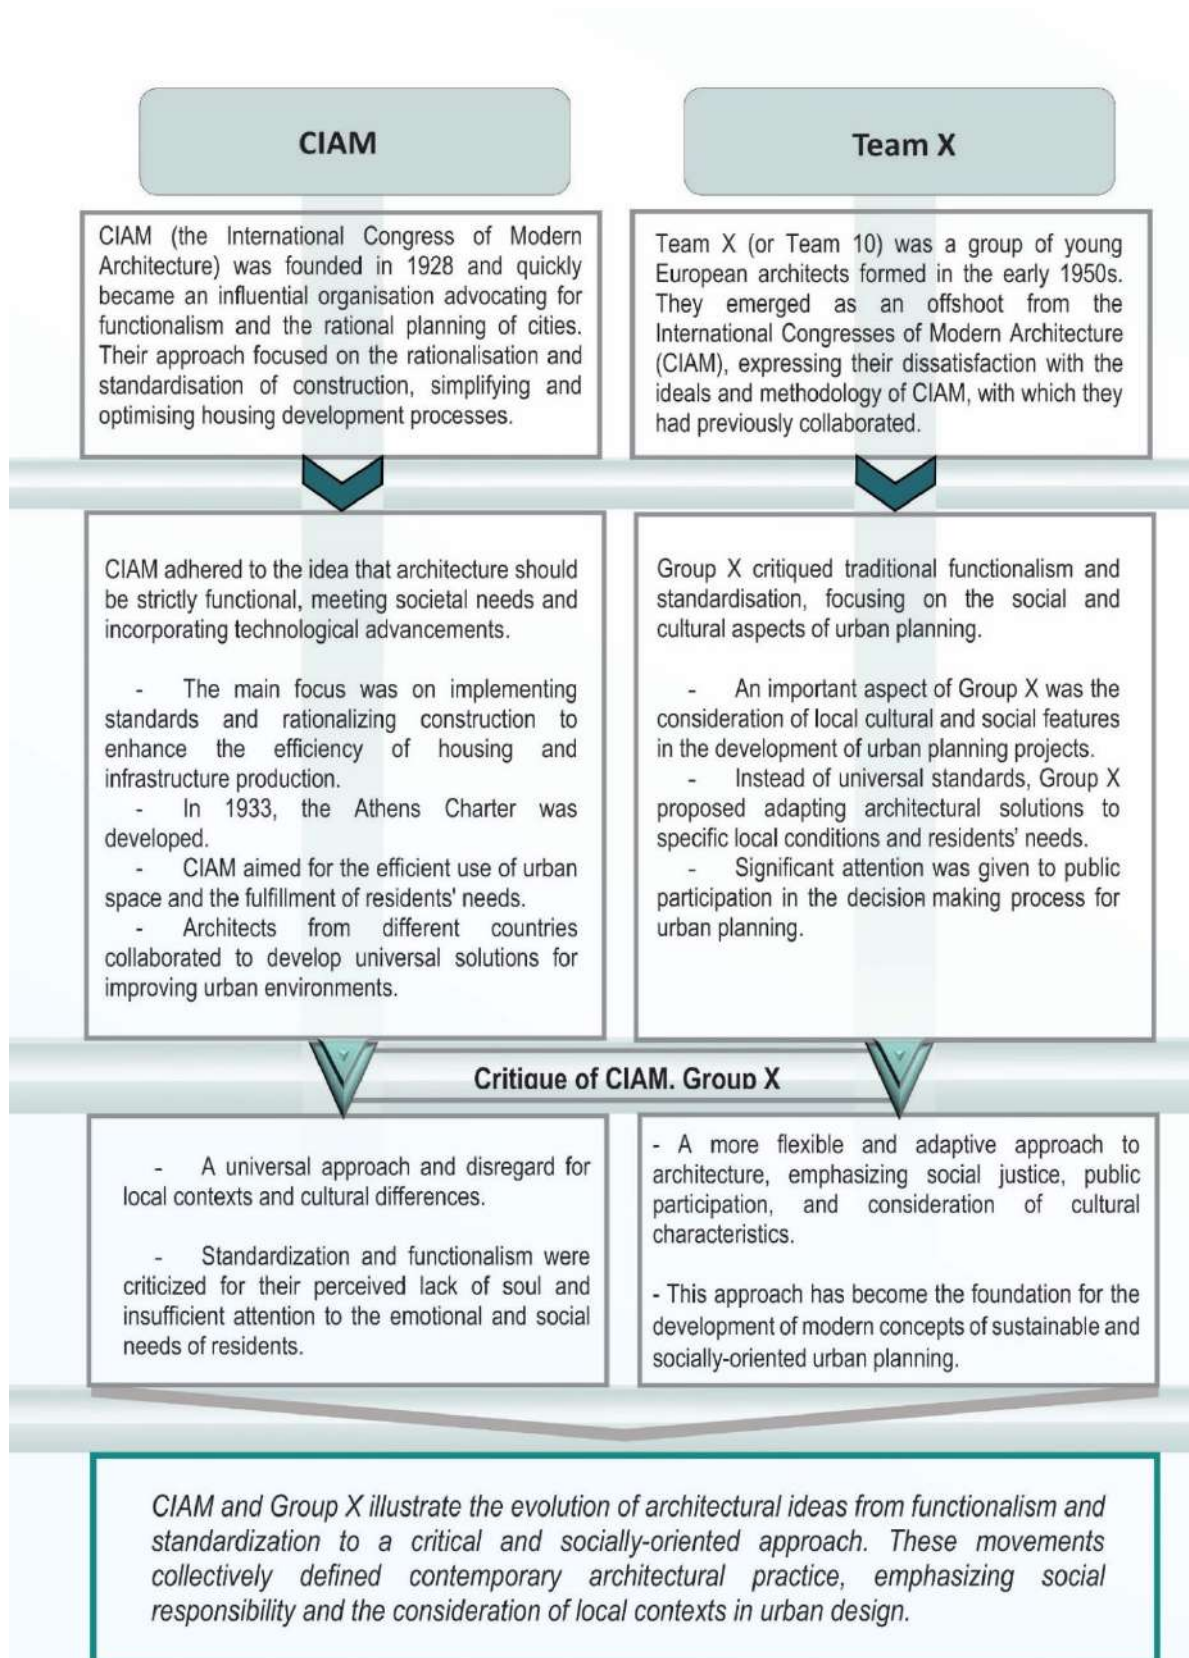 CIAM
CIAM (the International Congress of Modern
Architecture) was founded in 1928 and quickly
became an influential organisation advocating for
functionalism and the rational planning of cities.
Their approach focused on the rationalisation and
standardisation of construction, simplifying and
optimising housing development processes.
Team X
Team X (or Team 10) was a group of young
European architects formed in the early 1950s.
They emerged as an offshoot from the
International Congresses of Modern Architecture
(CIAM), expressing their dissatisfaction with the
ideals and methodology of CIAM, with which they
had previously collaborated.
CIAM adhered to the idea that architecture should
be strictly functional, meeting societal needs and
incorporating technological advancements.
- The main focus was on implementing
standards and rationalizing construction to
enhance the efficiency of housing and
infrastructure production.
- In 1933, the Athens Charter was
developed.
- CIAM aimed for the efficient use of urban
space and the fulfillment of residents' needs.
- Architects from different countries
collaborated to develop universal solutions for
improving urban environments.
Group X critiqued traditional functionalism and
standardisation, focusing on the social and
cultural aspects of urban planning.
- An important aspect of Group X was the
consideration of local cultural and social features
in the development of urban planning projects.
- Instead of universal standards, Group X
proposed adapting architectural solutions to
specific local conditions and residents' needs.
- Significant attention was given to public
participation in the decision making process for
urban planning.
Critique of CIAM. Group X
- A universal approach and disregard for
local contexts and cultural differences.
- Standardization and functionalism were
criticized for their perceived lack of soul and
insufficient attention to the emotional and social
needs of residents.
- A more flexible and adaptive approach to
architecture, emphasizing social justice, public
participation, and consideration of cultural
characteristics.
- This approach has become the foundation for the
development of modern concepts of sustainable and
socially-oriented urban planning.
CIAM and Group X illustrate the evolution of architectural ideas from functionalism and
standardization to a critical and socially-oriented approach. These movements
collectively defined contemporary architectural practice, emphasizing social
responsibility and the consideration of local contexts in urban design.